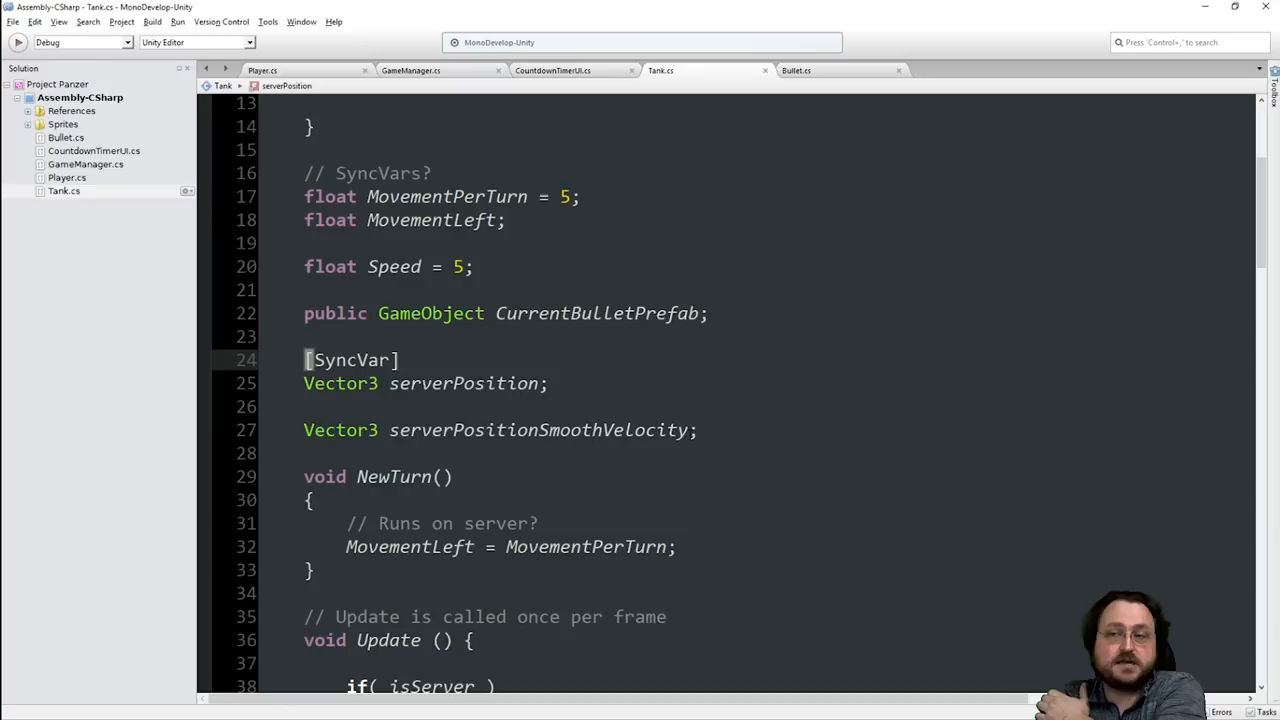 Assembly-CSharp - Tank.cs - MonoDevelop-Unity
File Edit View Search Project Build Run Version Control Tools Window Help
Debug Unity Editor MonoDevelop-Unity Press 'Control+,' to search
Solution
Player.cs GameManager.cs CountdownTimerUI.cs Tank.cs Bullet.cs
Project Panzer
Assembly-CSharp
References
Sprites
Bullet.cs
CountdownTimerUI.cs
GameManager.cs
Player.cs
Tank.cs
Toolbox
Tank serverPosition
13
14 }
15
16 // SyncVars?
17 float MovementPerTurn = 5;
18 float MovementLeft;
19
20 float Speed = 5;
21
22 public GameObject CurrentBulletPrefab;
23
24 [SyncVar]
25 Vector3 serverPosition;
26
27 Vector3 serverPositionSmoothVelocity;
28
29 void NewTurn()
30 {
31 // Runs on server?
32 MovementLeft = MovementPerTurn;
33 }
34
35 // Update is called once per frame
36 void Update () {
37
38 if( isServer )
Errors Tasks